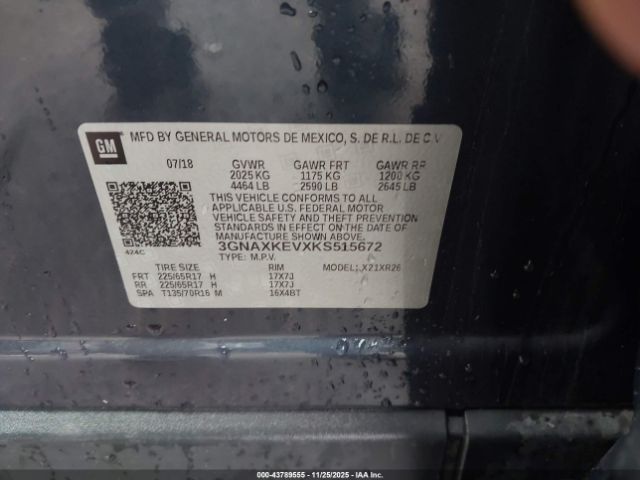 GM
MFD BY GENERAL MOTORS DE MEXICO, S. DE R.L. DE C.V
07/18 GVWR GAWR FRT GAWR RR
2025 KG 1175 KG 1200 KG
4464 LB 2590 LB 2645 LB
THIS VEHICLE CONFORMS TO ALL
APPLICABLE U.S. FEDERAL MOTOR
VEHICLE SAFETY AND THEFT PREVENTION
STANDARDS IN EFFECT ON THE DATE OF
MANUFACTURE SHOWN ABOVE.
424C
3GNAXKEVXKS515672
TYPE: M.P.V. MODEL: X21XR26
TIRE SIZE RIM
FRT 225/65R17 H 17X7J
RR 225/65R17 H 17X7J
SPA T135/70R16 M 16X4BT
000-43789555 - 11/25/2025 - IAA Inc.